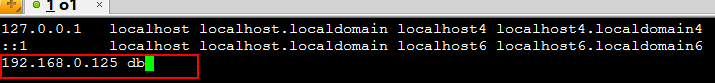 1 o1 ×
127.0.0.1   localhost localhost.localdomain localhost4 localhost4.localdomain4
::1         localhost localhost.localdomain localhost6 localhost6.localdomain6
192.168.0.125 db